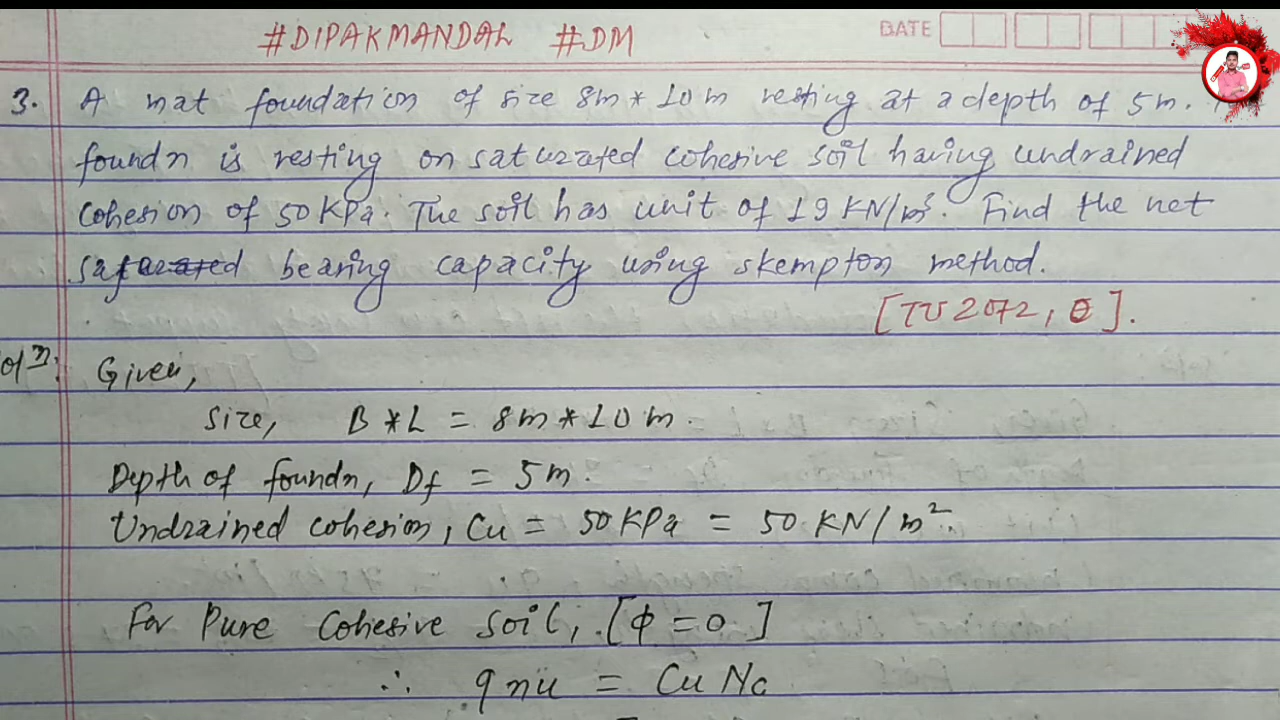 #DIPAKMANDAL #DM
DATE
3. A mat foundation of size 8m * 10m resting at a depth of 5m.
foundn is resting on saturated cohesive soil having undrained
cohesion of 50 KPa. The soil has unit of 19 KN/m³. Find the net
safe bearing capacity using skempton method.
[TU 2072, ].
Given,
Size, B * L = 8m * 10m.
Depth of foundn, Df = 5m.
Undrained cohesion, Cu = 50 KPa = 50 KN/m²
For Pure Cohesive Soil, [ϕ = 0]
∴ qnu = Cu Nc